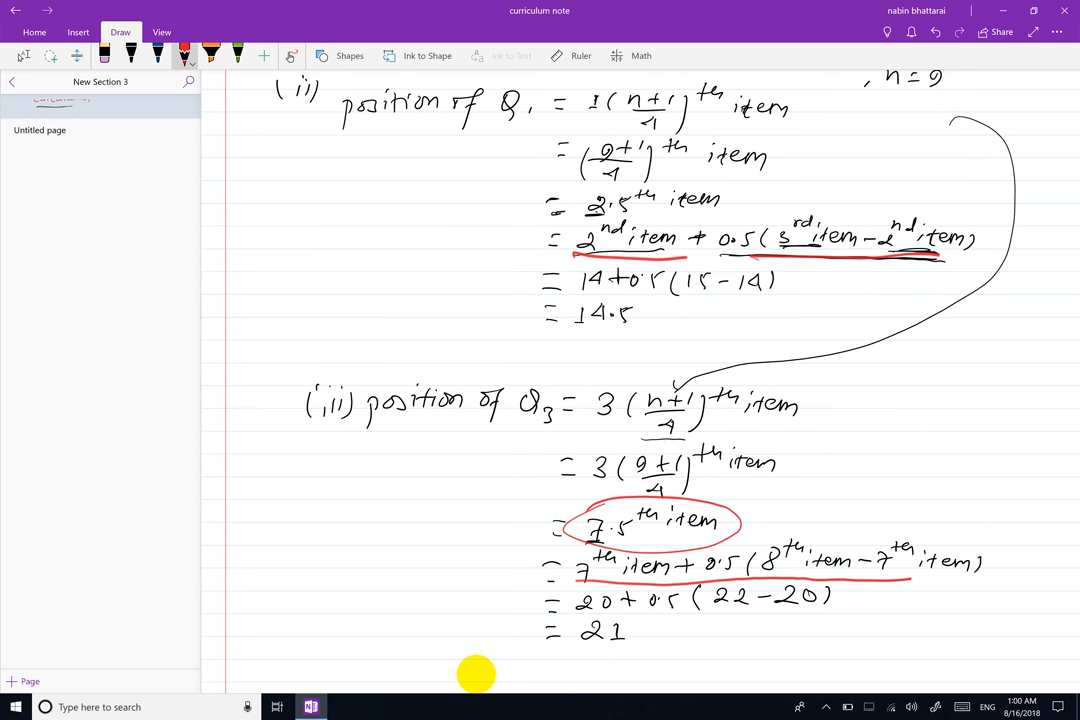 curriculum note
nabin bhattarai
Home Insert Draw View
Share
Shapes Ink to Shape Ink to Text Ruler Math
New Section 3
Untitled page
, n = 9
(ii) position of Q1 = 1(n+1/4)th item
= (9+1/4)th item
= 2.5th item
= 2nd item + 0.5(3rd item - 2nd item)
= 14 + 0.5(15 - 14)
= 14.5
(iii) position of Q3 = 3(n+1/4)th item
= 3(9+1/4)th item
= 7.5th item
= 7th item + 0.5(8th item - 7th item)
= 20 + 0.5(22 - 20)
= 21
+ Page
Type here to search
ENG
1:00 AM
8/16/2018